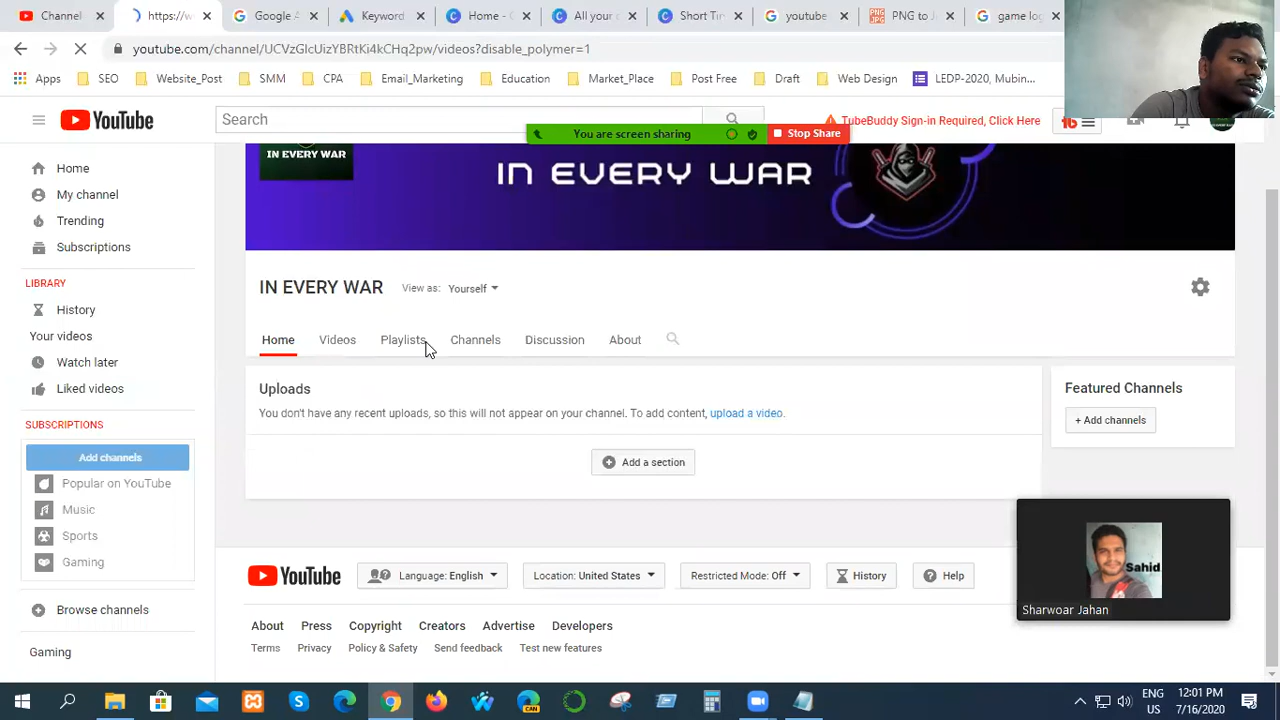 Channel
https://w
Google A
Keyword
Home -
All your
Short T
youtube
PNG to J
game log
youtube.com/channel/UCVzGlcUizYBRtKi4kCHq2pw/videos?disable_polymer=1
Apps
SEO
Website_Post
SMM
CPA
Email_Marketing
Education
Market_Place
Post Free
Draft
Web Design
LEDP-2020, Mubin...
YouTube
Search
TubeBuddy Sign-in Required, Click Here
You are screen sharing
Stop Share
Home
My channel
Trending
Subscriptions
LIBRARY
History
Your videos
Watch later
Liked videos
SUBSCRIPTIONS
Add channels
Popular on YouTube
Music
Sports
Gaming
Browse channels
Gaming
IN EVERY WAR
IN EVERY WAR
IN EVERY WAR
View as: Yourself
Home
Videos
Playlists
Channels
Discussion
About
Uploads
You don't have any recent uploads, so this will not appear on your channel. To add content, upload a video.
Add a section
Featured Channels
+ Add channels
Sahid
Sharwoar Jahan
YouTube
Language: English
Location: United States
Restricted Mode: Off
History
Help
About
Press
Copyright
Creators
Advertise
Developers
Terms
Privacy
Policy & Safety
Send feedback
Test new features
CAN
ENG
US
12:01 PM
7/16/2020